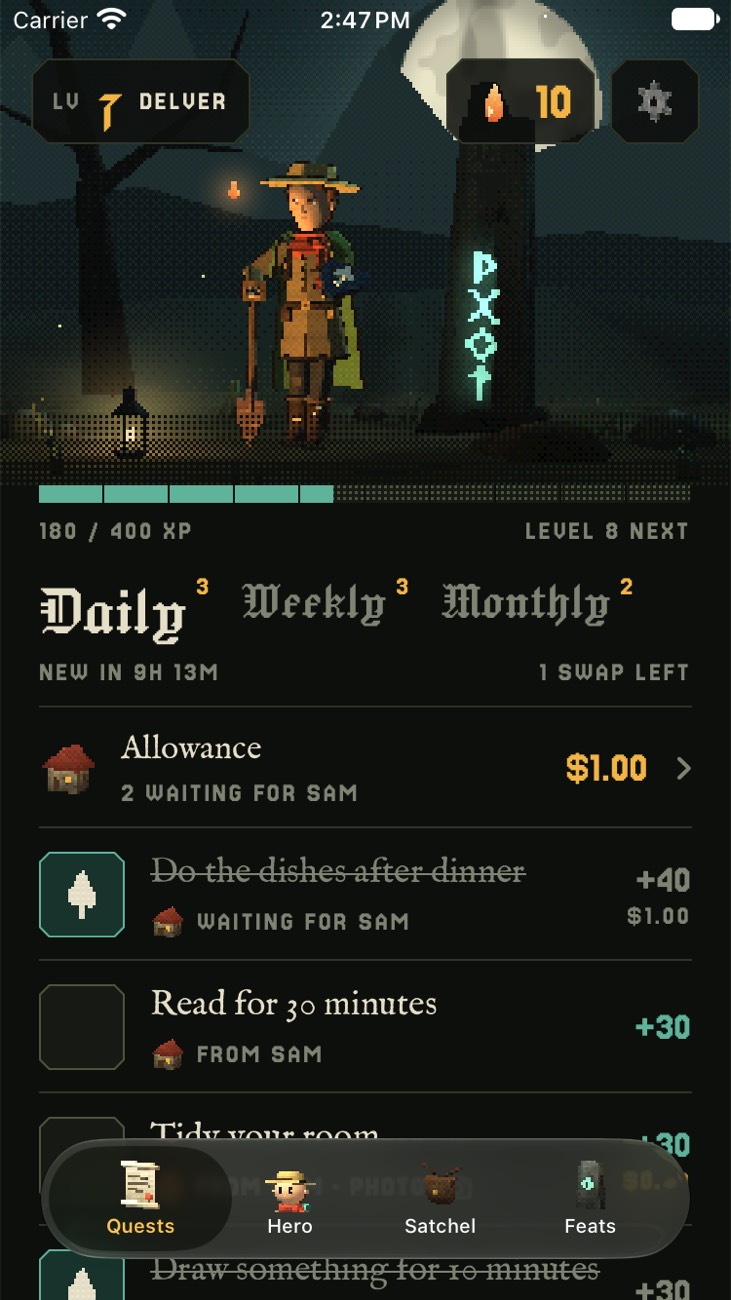 Carrier 2:47 PM
LV 7 DELVER 10
180 / 400 XP LEVEL 8 NEXT
Daily 3 Weekly 3 Monthly 2
NEW IN 9H 13M 1 SWAP LEFT
Allowance
2 WAITING FOR SAM $1.00
Do the dishes after dinner +40
WAITING FOR SAM $1.00
Read for 30 minutes +30
FROM SAM
Tidy your room +30
Quests Hero Satchel Feats
Draw something for 10 minutes +30